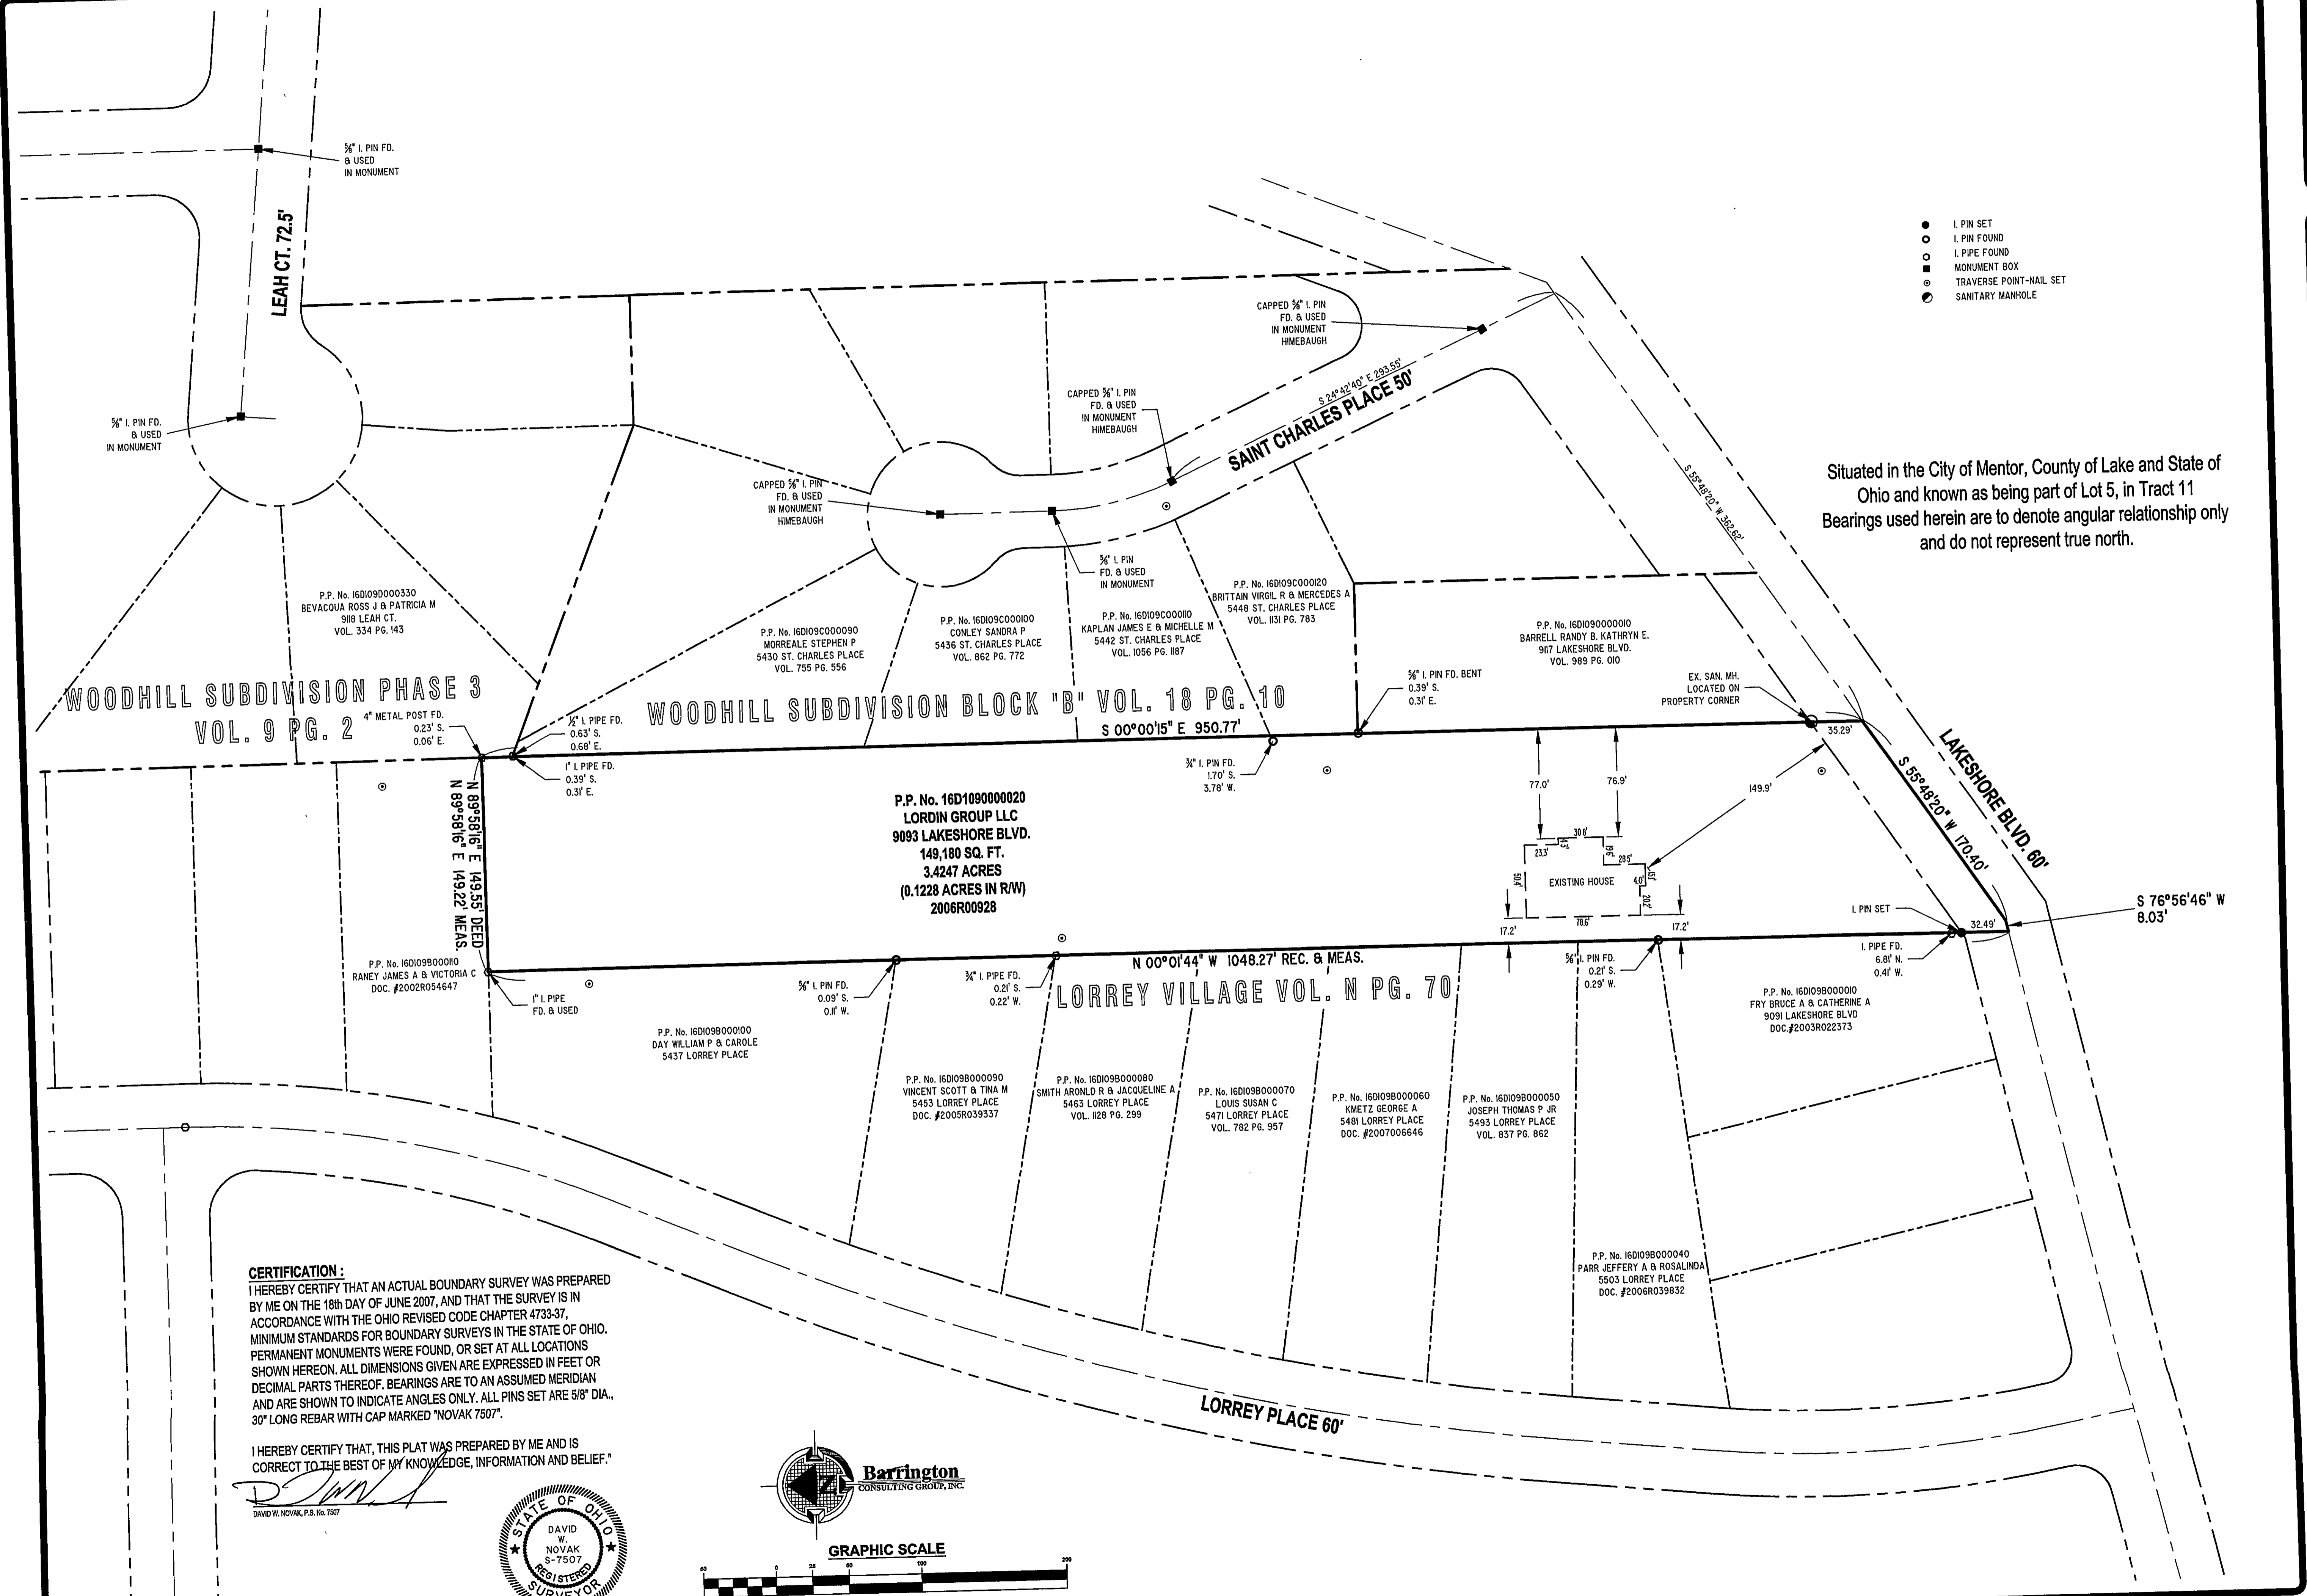 ⅝" I. PIN FD.
& USED
IN MONUMENT
LEAH CT. 72.5'
⅝" I. PIN FD.
& USED
IN MONUMENT
I. PIN SET
I. PIN FOUND
I. PIPE FOUND
MONUMENT BOX
TRAVERSE POINT-NAIL SET
SANITARY MANHOLE
CAPPED ⅝" I. PIN
FD. & USED
IN MONUMENT
HIMEBAUGH
CAPPED ⅝" I. PIN
FD. & USED
IN MONUMENT
HIMEBAUGH
S 24°42'40" E 293.55'
SAINT CHARLES PLACE 50'
CAPPED ⅝" I. PIN
FD. & USED
IN MONUMENT
HIMEBAUGH
⅝" I. PIN
FD. & USED
IN MONUMENT
S 55°48'20" W 362.62'
Situated in the City of Mentor, County of Lake and State of
Ohio and known as being part of Lot 5, in Tract 11
Bearings used herein are to denote angular relationship only
and do not represent true north.
P.P. No. 16D109D000330
BEVACQUA ROSS J & PATRICIA M
9118 LEAH CT.
VOL. 334 PG. 143
P.P. No. 16D109C000090
MORREALE STEPHEN P
5430 ST. CHARLES PLACE
VOL. 755 PG. 556
P.P. No. 16D109C000100
CONLEY SANDRA P
5436 ST. CHARLES PLACE
VOL. 862 PG. 772
P.P. No. 16D109C000110
KAPLAN JAMES E & MICHELLE M
5442 ST. CHARLES PLACE
VOL. 1056 PG. 1187
P.P. No. 16D109C000120
BRITTAIN VIRGIL R & MERCEDES A
5448 ST. CHARLES PLACE
VOL. 1131 PG. 783
P.P. No. 16D1090000010
BARRELL RANDY B. KATHRYN E.
9117 LAKESHORE BLVD.
VOL. 989 PG. 010
WOODHILL SUBDIVISION PHASE 3
VOL. 9 PG. 2
4" METAL POST FD.
0.23' S.
0.06' E.
½" I. PIPE FD.
0.63' S.
0.68' E.
1" I. PIPE FD.
0.39' S.
0.31' E.
WOODHILL SUBDIVISION BLOCK "B" VOL. 18 PG. 10
S 00°00'15" E 950.77'
⅝" I. PIN FD. BENT
0.39' S.
0.31' E.
¾" I. PIN FD.
1.70' S.
3.78' W.
EX. SAN. MH.
LOCATED ON
PROPERTY CORNER
35.29'
LAKESHORE BLVD. 60'
S 55°48'20" W 170.40'
77.0'
76.9'
149.9'
N 89°58'16" E 149.55' DEED
N 89°58'16" E 149.22' MEAS.
P.P. No. 16D1090000020
LORDIN GROUP LLC
9093 LAKESHORE BLVD.
149,180 SQ. FT.
3.4247 ACRES
(0.1228 ACRES IN R/W)
2006R00928
30.8'
4.3'
23.3'
19.6'
28.5'
15.1'
4.0'
50.4'
EXISTING HOUSE
20.2'
78.6'
17.2'
17.2'
I. PIN SET
32.49'
S 76°56'46" W
8.03'
P.P. No. 16D109B000110
RANEY JAMES A & VICTORIA C
DOC. #2002R054647
1" I. PIPE
FD. & USED
⅝" I. PIN FD.
0.09' S.
0.11' W.
¾" I. PIPE FD.
0.21' S.
0.22' W.
N 00°01'44" W 1048.27' REC. & MEAS.
LORREY VILLAGE VOL. N PG. 70
⅝" I. PIN FD.
0.21' S.
0.29' W.
I. PIPE FD.
6.81' N.
0.41' W.
P.P. No. 16D109B000010
FRY BRUCE A & CATHERINE A
9091 LAKESHORE BLVD
DOC.#2003R022373
P.P. No. 16D109B000100
DAY WILLIAM P & CAROLE
5437 LORREY PLACE
P.P. No. 16D109B000090
VINCENT SCOTT & TINA M
5453 LORREY PLACE
DOC. #2005R039337
P.P. No. 16D109B000080
SMITH ARONLD R & JACQUELINE A
5463 LORREY PLACE
VOL. 1128 PG. 299
P.P. No. 16D109B000070
LOUIS SUSAN C
5471 LORREY PLACE
VOL. 782 PG. 957
P.P. No. 16D109B000060
KMETZ GEORGE A
5481 LORREY PLACE
DOC. #2007006646
P.P. No. 16D109B000050
JOSEPH THOMAS P JR
5493 LORREY PLACE
VOL. 837 PG. 862
P.P. No. 16D109B000040
PARR JEFFERY A & ROSALINDA
5503 LORREY PLACE
DOC. #2006R039832
LORREY PLACE 60'
CERTIFICATION :
I HEREBY CERTIFY THAT AN ACTUAL BOUNDARY SURVEY WAS PREPARED
BY ME ON THE 18th DAY OF JUNE 2007, AND THAT THE SURVEY IS IN
ACCORDANCE WITH THE OHIO REVISED CODE CHAPTER 4733-37,
MINIMUM STANDARDS FOR BOUNDARY SURVEYS IN THE STATE OF OHIO.
PERMANENT MONUMENTS WERE FOUND, OR SET AT ALL LOCATIONS
SHOWN HEREON. ALL DIMENSIONS GIVEN ARE EXPRESSED IN FEET OR
DECIMAL PARTS THEREOF. BEARINGS ARE TO AN ASSUMED MERIDIAN
AND ARE SHOWN TO INDICATE ANGLES ONLY. ALL PINS SET ARE 5/8" DIA.,
30" LONG REBAR WITH CAP MARKED "NOVAK 7507".
I HEREBY CERTIFY THAT, THIS PLAT WAS PREPARED BY ME AND IS
CORRECT TO THE BEST OF MY KNOWLEDGE, INFORMATION AND BELIEF."
DAVID W. NOVAK, P.S. No. 7507
STATE OF OHIO
DAVID
W.
NOVAK
S-7507
REGISTERED
SURVEYOR
Z
Barrington
CONSULTING GROUP, INC.
GRAPHIC SCALE
50 0 25 50 100 200